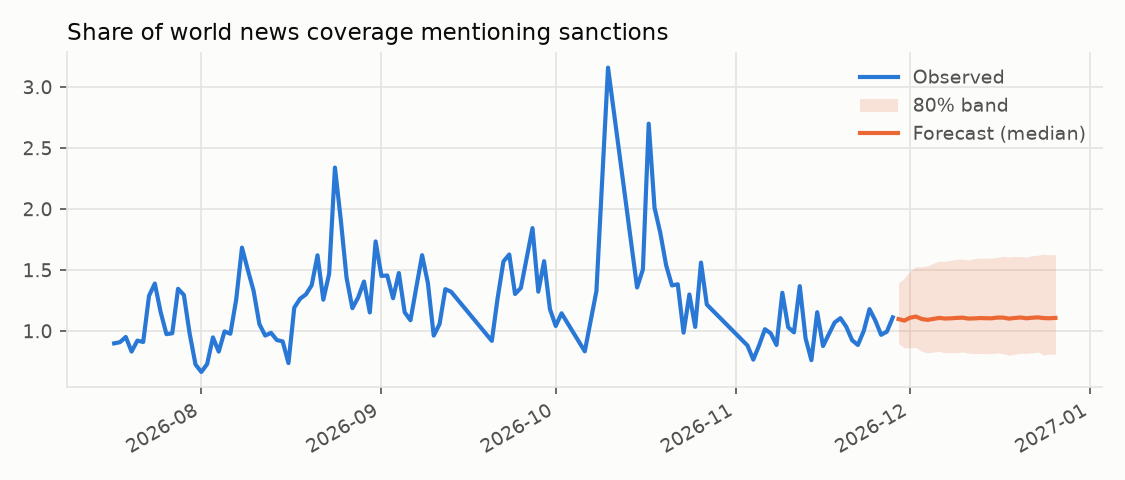 Share of world news coverage mentioning sanctions
Observed
80% band
Forecast (median)
3.0
2.5
2.0
1.5
1.0
2026-08
2026-09
2026-10
2026-11
2026-12
2027-01